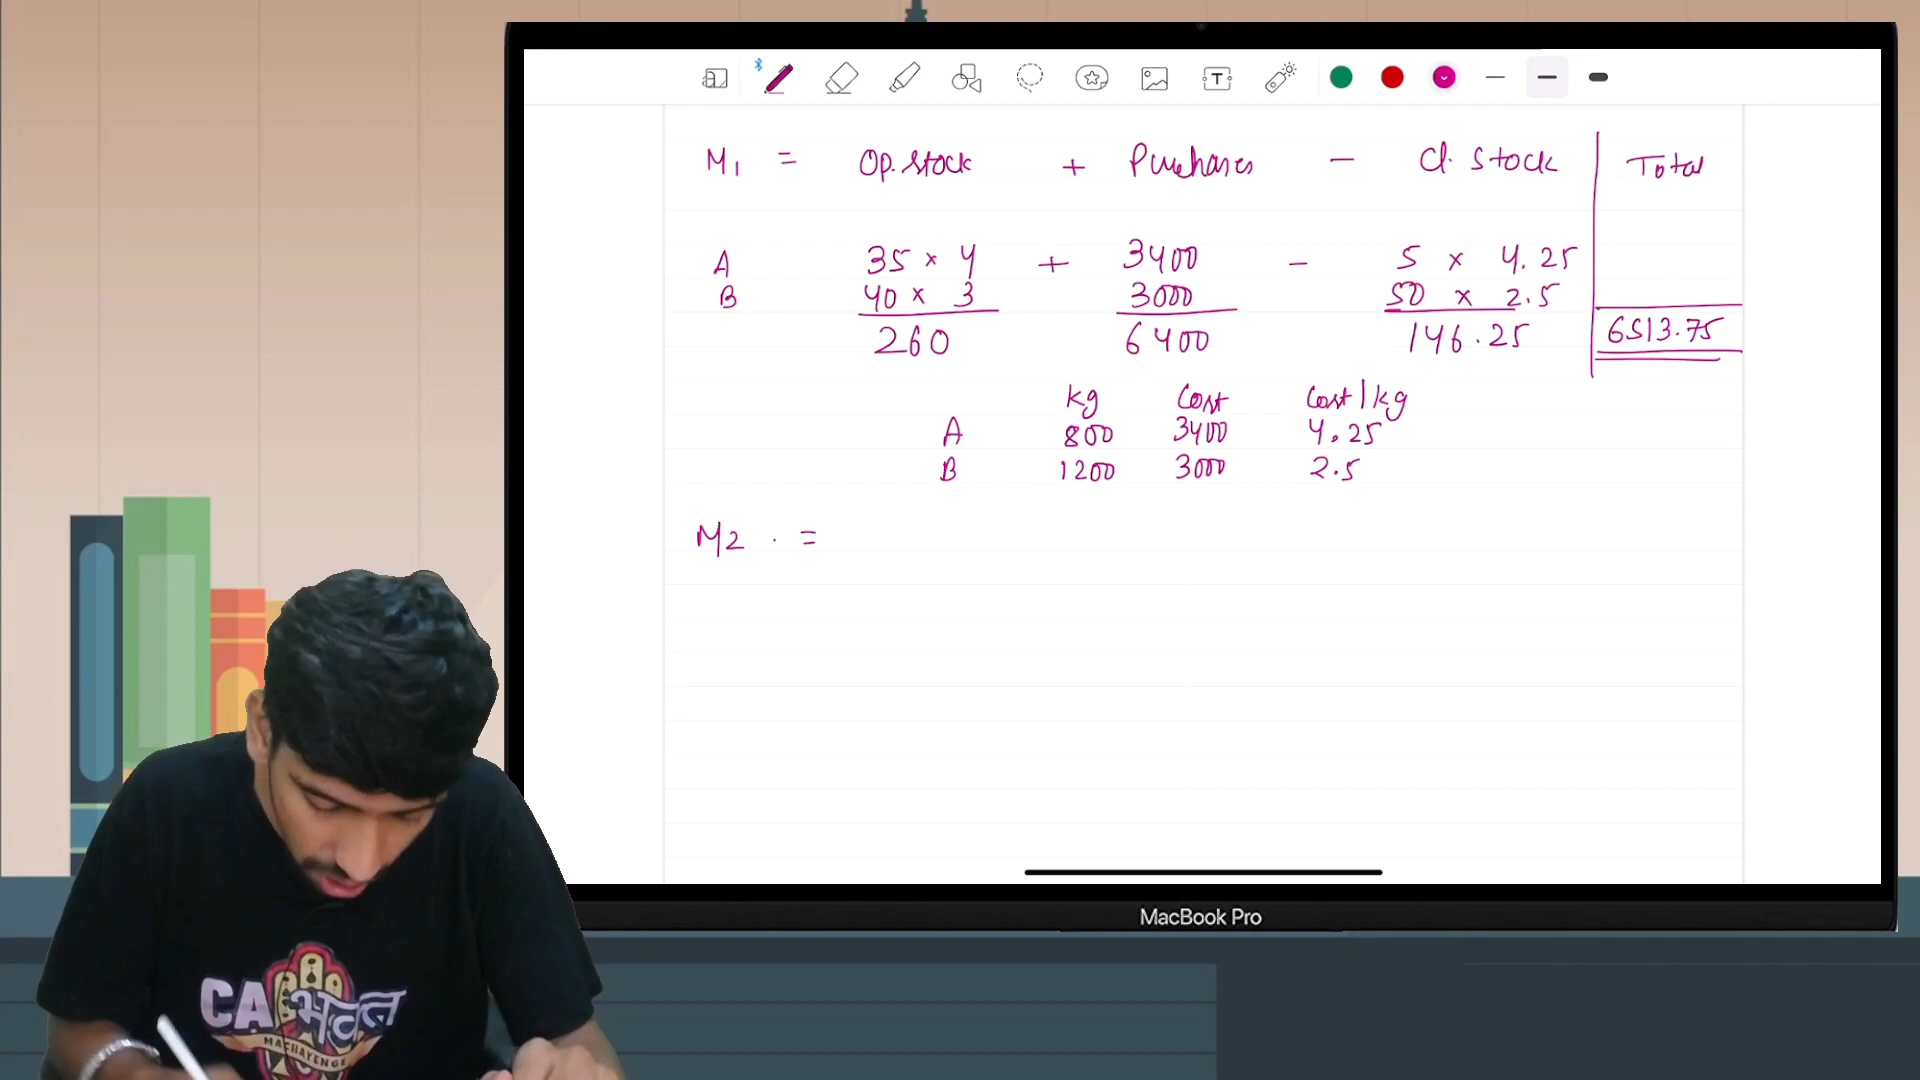 M1 = Op. Stock + Purchases - Cl. Stock Total
A 35 × 4 + 3400 - 5 × 4.25
B 40 × 3 3000 50 × 2.5
260 6400 146.25 6513.75
kg Cost Cost/kg
A 800 3400 4.25
B 1200 3000 2.5
M2 . =
MacBook Pro
CA भक्त
MACHAYENGE